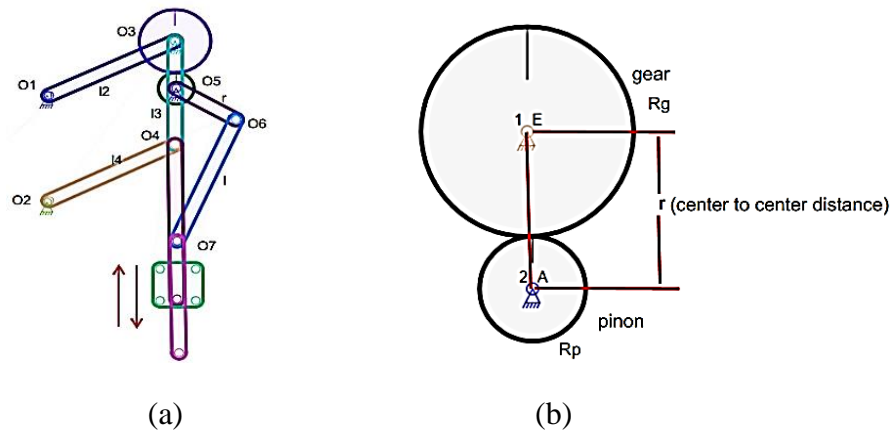 O3
O1
l2
O5
r
l3
O6
O4
l4
l
O2
O7
gear
1 E
Rg
r (center to center distance)
2 A
pinon
Rp
(a)
(b)